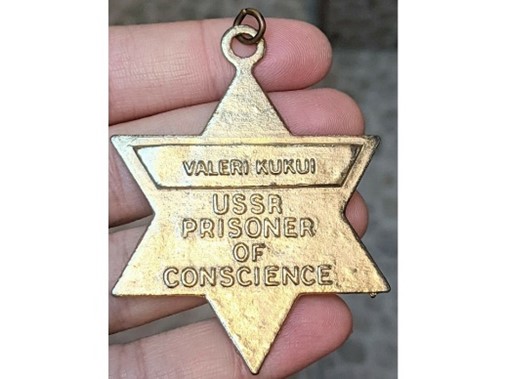 VALERI KUKUI
USSR
PRISONER
OF
CONSCIENCE